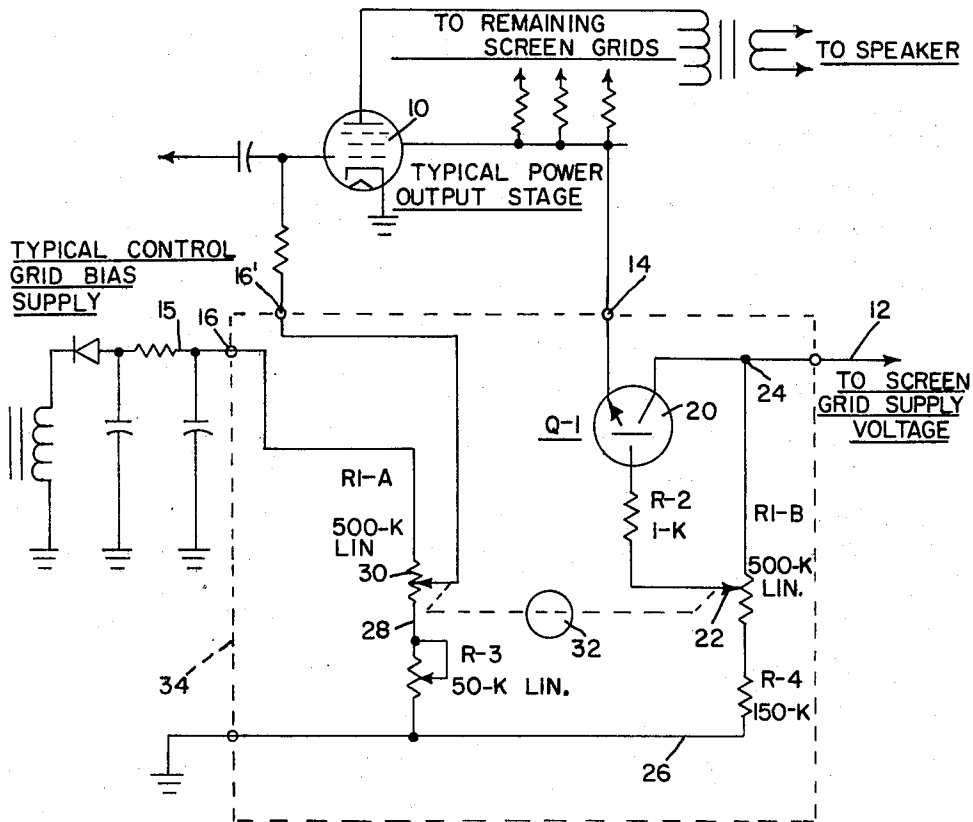 TO REMAINING
SCREEN GRIDS
TO SPEAKER
10
TYPICAL POWER
OUTPUT STAGE
TYPICAL CONTROL
GRID BIAS
SUPPLY
16'
14
15
16
12
24
TO SCREEN
GRID SUPPLY
VOLTAGE
Q-1
20
R1-A
R-2
1-K
R1-B
500-K
LIN
30
500-K
LIN.
28
32
22
34
R-3
50-K LIN.
R-4
150-K
26